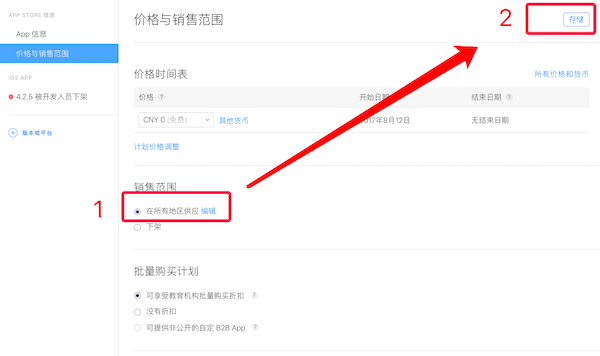 APP STORE 信息
App 信息
价格与销售范围
iOS APP
4.2.5 被开发人员下架
版本或平台
价格与销售范围
2
存储
价格时间表
所有价格和货币
价格 ?
开始日期
结束日期 ?
CNY 0 (免费)
其他货币
2017年8月12日
无结束日期
计划价格调整
销售范围
1
在所有地区供应 编辑
下架
批量购买计划
可享受教育机构批量购买折扣 ?
没有折扣
可提供非公开的自定 B2B App ?